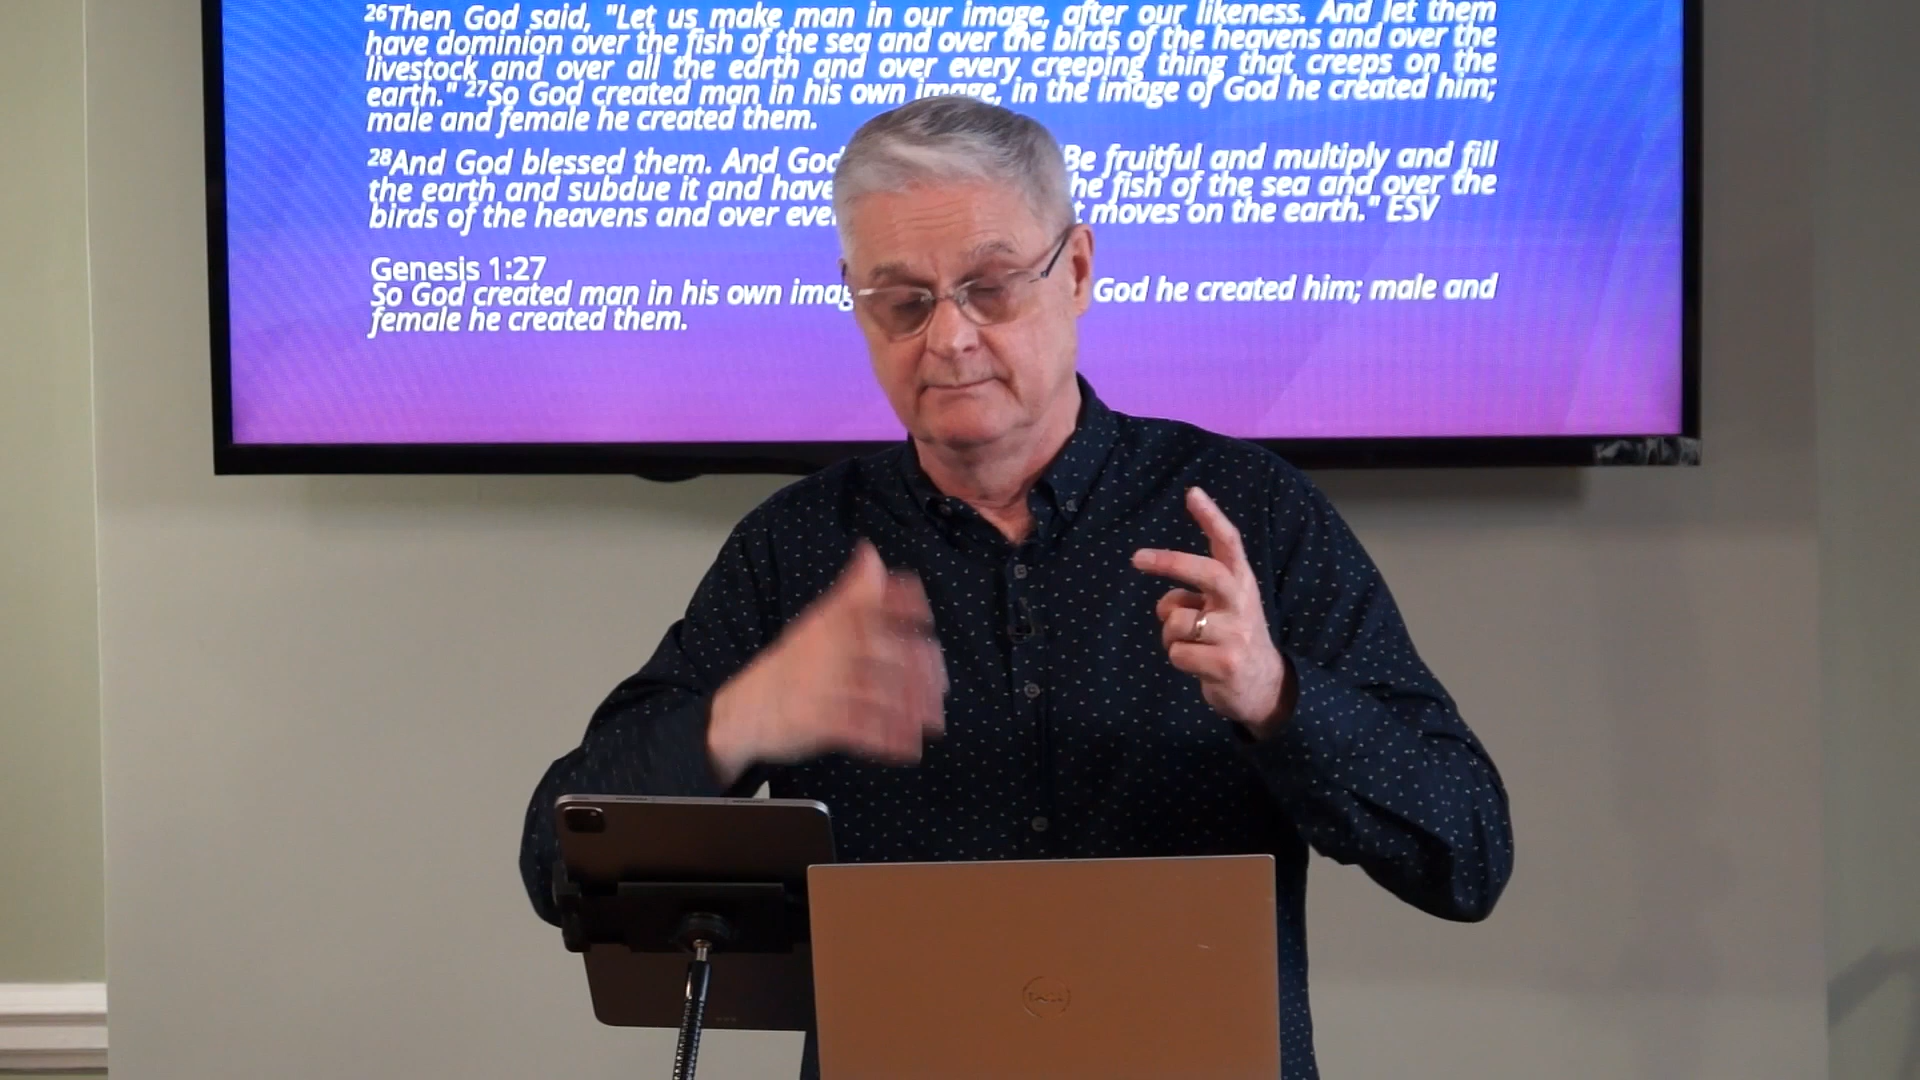 26Then God said, "Let us make man in our image, after our likeness. And let them
have dominion over the fish of the sea and over the birds of the heavens and over the
livestock and over all the earth and over every creeping thing that creeps on the
earth." 27So God created man in his own image, in the image of God he created him;
male and female he created them.
28And God blessed them. And God Be fruitful and multiply and fill
the earth and subdue it and have he fish of the sea and over the
birds of the heavens and over eve t moves on the earth." ESV
Genesis 1:27
So God created man in his own imag God he created him; male and
female he created them.
DELL